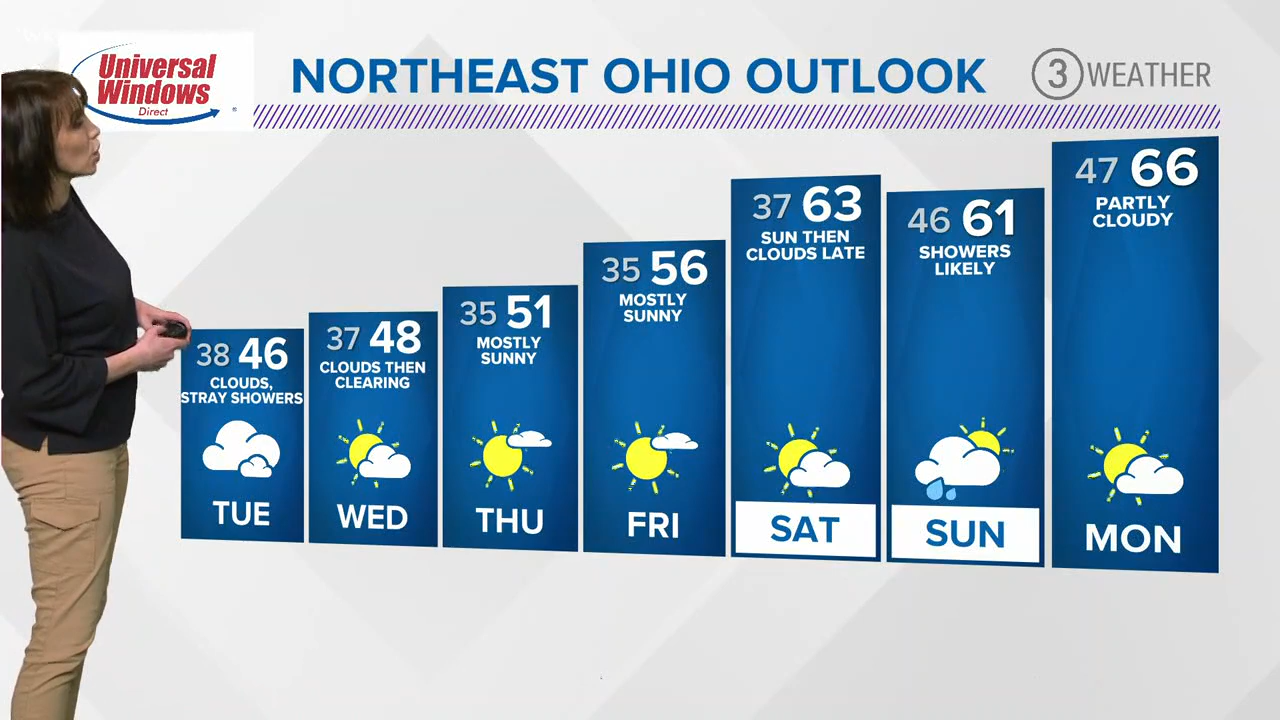 Universal
Windows
Direct
NORTHEAST OHIO OUTLOOK
3 WEATHER
38 46
CLOUDS,
STRAY SHOWERS
TUE
37 48
CLOUDS THEN
CLEARING
WED
35 51
MOSTLY
SUNNY
THU
35 56
MOSTLY
SUNNY
FRI
37 63
SUN THEN
CLOUDS LATE
SAT
46 61
SHOWERS
LIKELY
SUN
47 66
PARTLY
CLOUDY
MON